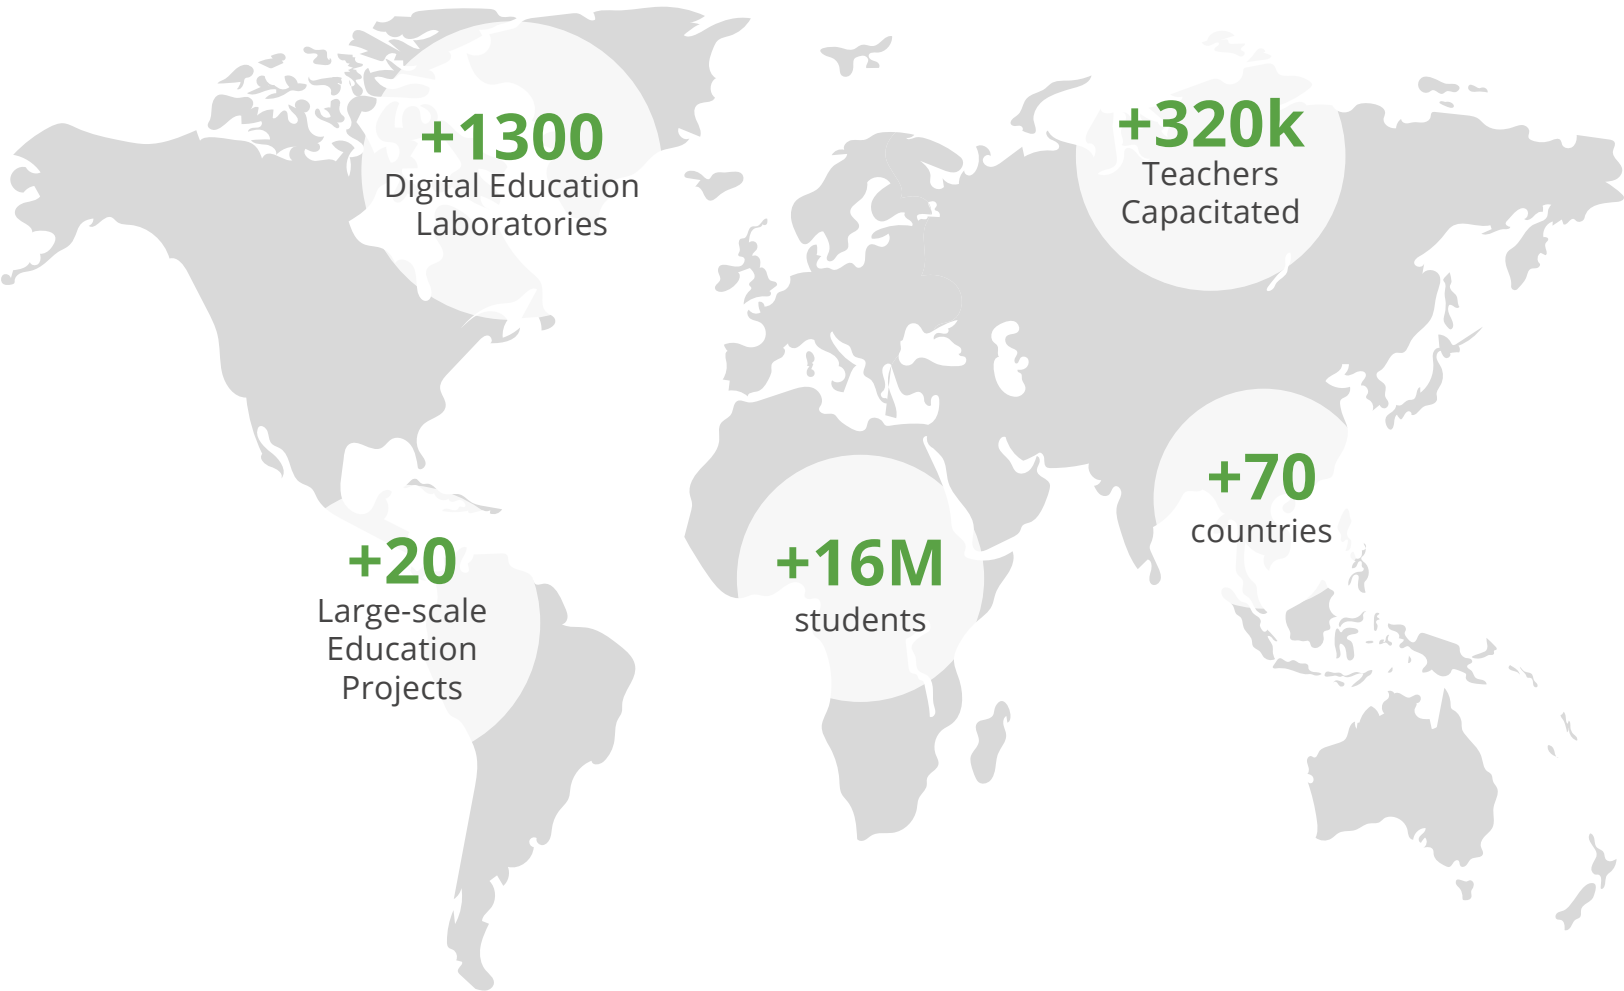 +1300
Digital Education
Laboratories
+320k
Teachers
Capacitated
+70
countries
+20
Large-scale
Education
Projects
+16M
students